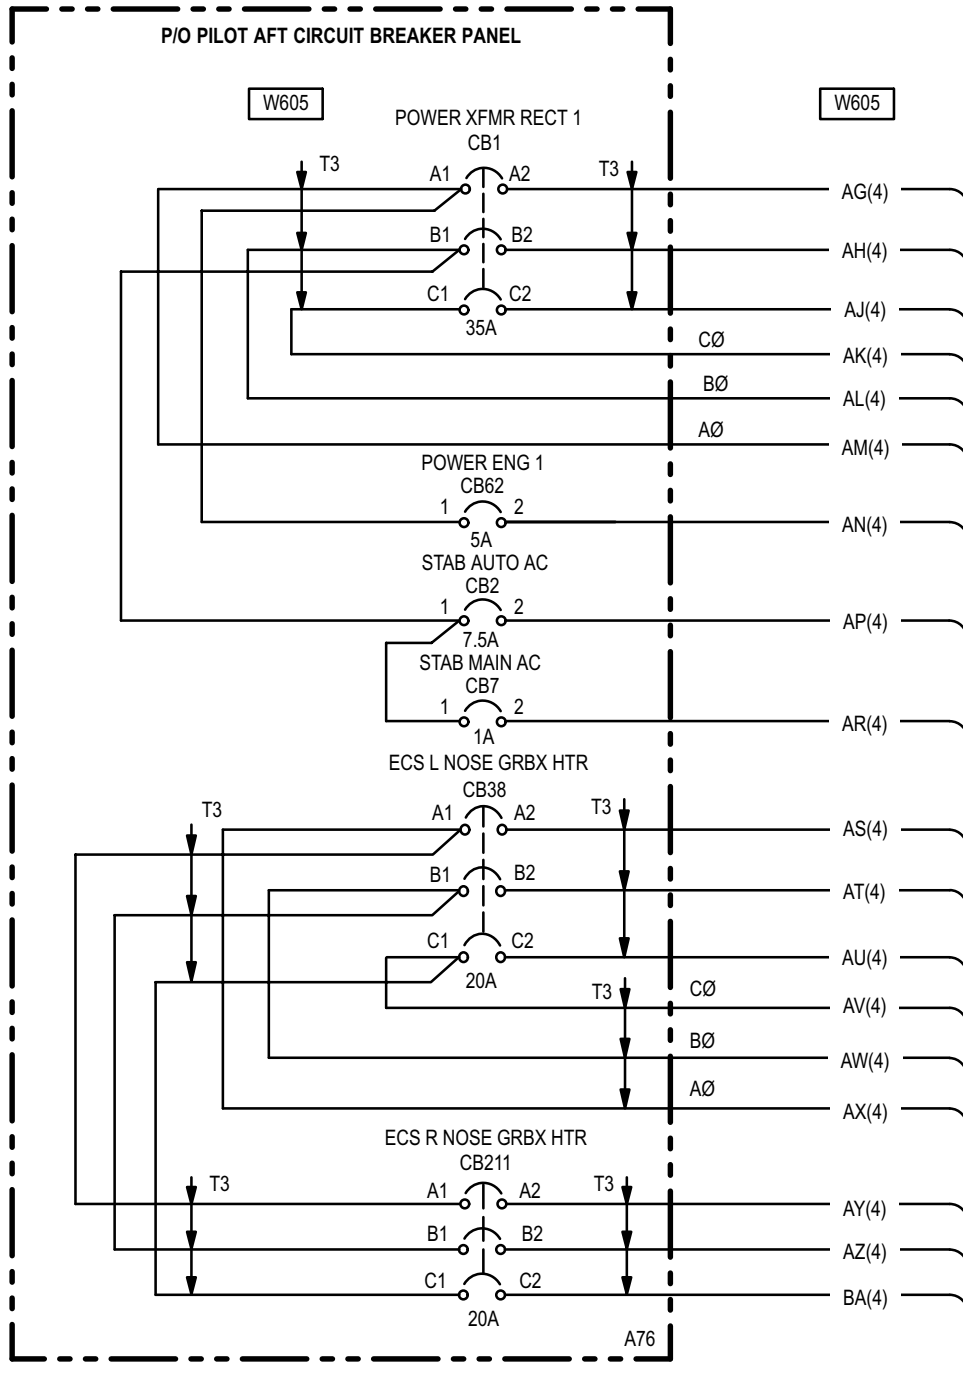 P/O PILOT AFT CIRCUIT BREAKER PANEL
W605
W605
POWER XFMR RECT 1
CB1
T3
A1
A2
T3
AG(4)
B1
B2
AH(4)
C1
C2
AJ(4)
35A
CØ
AK(4)
BØ
AL(4)
AØ
AM(4)
POWER ENG 1
CB62
1
2
AN(4)
5A
STAB AUTO AC
CB2
1
2
AP(4)
7.5A
STAB MAIN AC
CB7
1
2
AR(4)
1A
ECS L NOSE GRBX HTR
CB38
T3
A1
A2
T3
AS(4)
B1
B2
AT(4)
C1
C2
AU(4)
20A
T3
CØ
AV(4)
BØ
AW(4)
AØ
AX(4)
ECS R NOSE GRBX HTR
CB211
T3
A1
A2
T3
AY(4)
B1
B2
AZ(4)
C1
C2
BA(4)
20A
A76